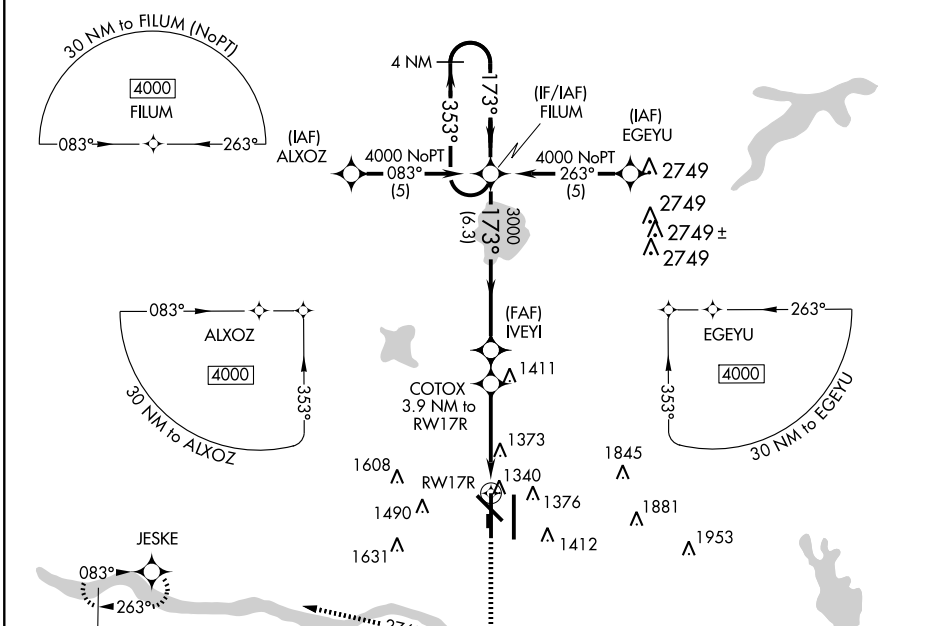 30 NM to FILUM (NoPT)
4000
FILUM
083°
263°
4 NM
353°
173°
(IF/IAF)
FILUM
(IAF)
ALXOZ
(IAF)
EGEYU
4000 NoPT
083°
(5)
4000 NoPT
263°
(5)
2749
2749
2749 ±
2749
3000
173°
(6.3)
083°
ALXOZ
4000
353°
30 NM to ALXOZ
(FAF)
IVEYI
263°
EGEYU
4000
353°
30 NM to EGEYU
1411
COTOX
3.9 NM to
RW17R
1373
1608
RW17R
1340
1376
1490
1631
1412
1845
1881
1953
JESKE
083°
263°